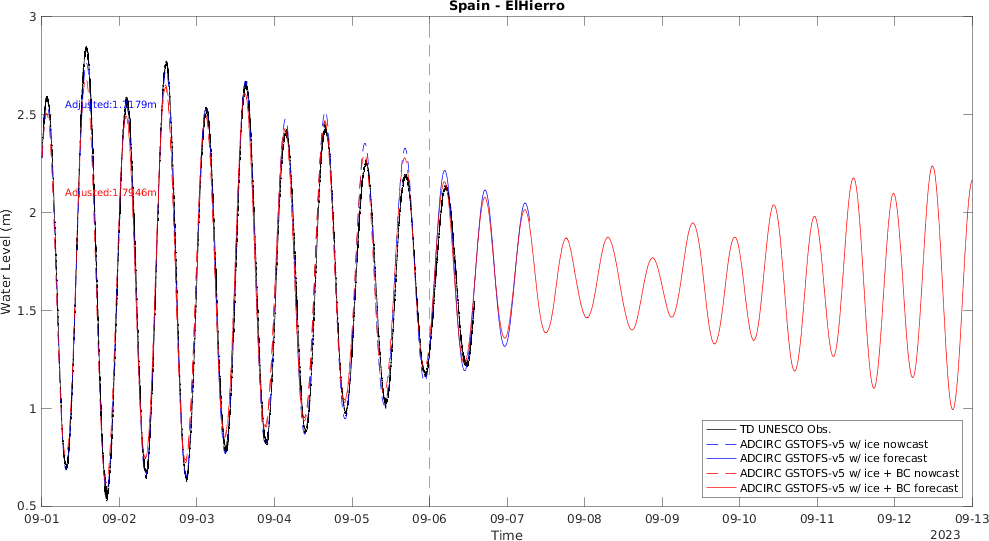 Spain - ElHierro
3
2.5
2
1.5
1
0.5
Water Level (m)
Adjusted:1.7179m
Adjusted:1.7946m
TD UNESCO Obs.
ADCIRC GSTOFS-v5 w/ ice nowcast
ADCIRC GSTOFS-v5 w/ ice forecast
ADCIRC GSTOFS-v5 w/ ice + BC nowcast
ADCIRC GSTOFS-v5 w/ ice + BC forecast
09-01 09-02 09-03 09-04 09-05 09-06 09-07 09-08 09-09 09-10 09-11 09-12 09-13
Time
2023